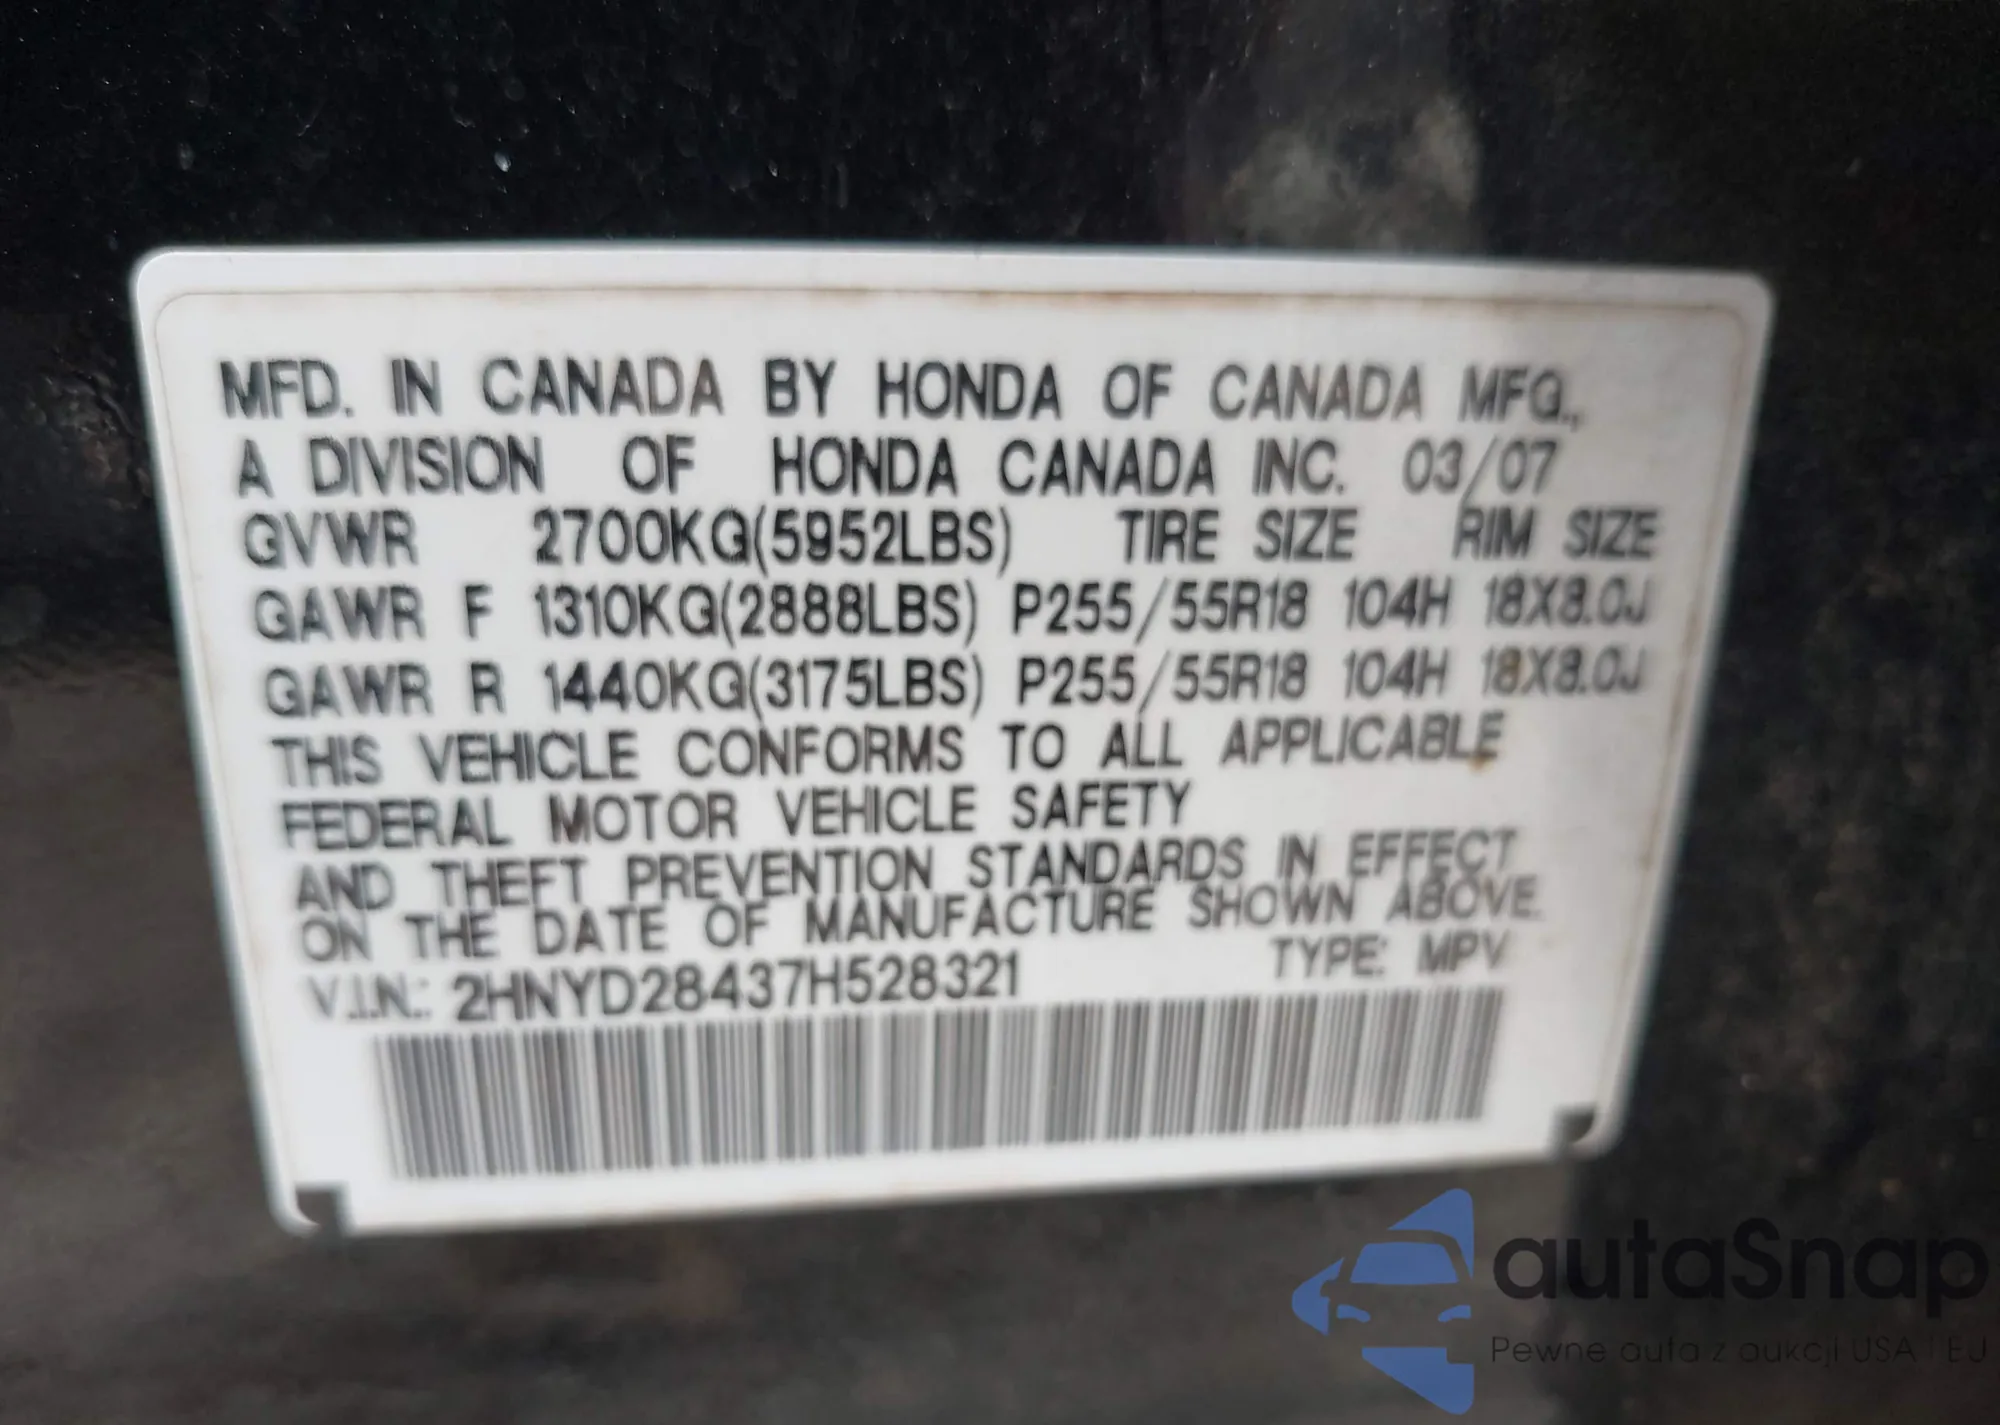 MFD. IN CANADA BY HONDA OF CANADA MFG.,
A DIVISION OF HONDA CANADA INC. 03/07
GVWR 2700KG(5952LBS) TIRE SIZE RIM SIZE
GAWR F 1310KG(2888LBS) P255/55R18 104H 18X8.0J
GAWR R 1440KG(3175LBS) P255/55R18 104H 18X8.0J
THIS VEHICLE CONFORMS TO ALL APPLICABLE
FEDERAL MOTOR VEHICLE SAFETY
AND THEFT PREVENTION STANDARDS IN EFFECT
ON THE DATE OF MANUFACTURE SHOWN ABOVE.
V.I.N.: 2HNYD28437H528321 TYPE: MPV
autaSnap
Pewne auta z aukcji USA i EU